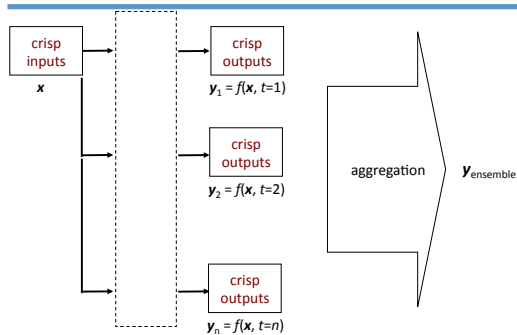 crisp
inputs
x
crisp
outputs
y1 = f(x, t=1)
crisp
outputs
y2 = f(x, t=2)
crisp
outputs
yn = f(x, t=n)
aggregation
yensemble